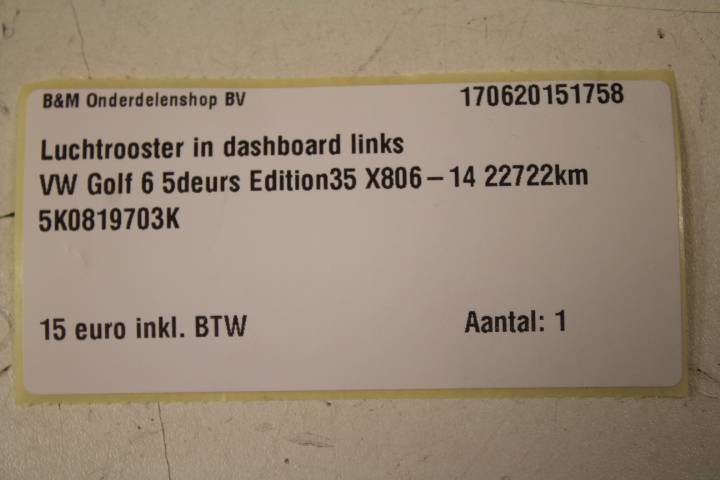 B&M Onderdelenshop BV 170620151758
Luchtrooster in dashboard links
VW Golf 6 5deurs Edition35 X806-14 22722km
5K0819703K
15 euro inkl. BTW Aantal: 1